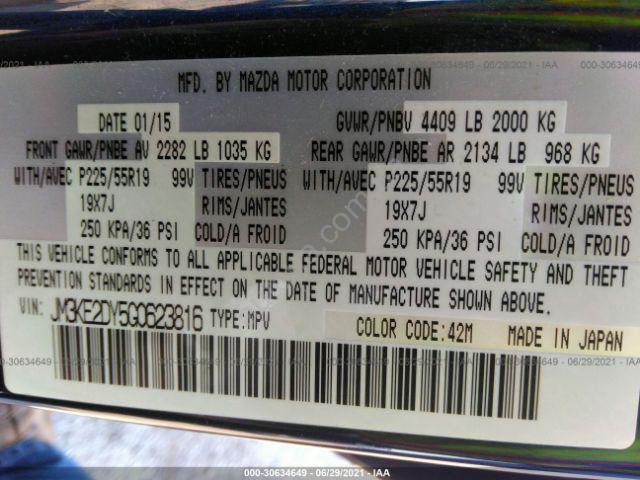 MFD. BY MAZDA MOTOR CORPORATION
DATE 01/15 GVWR/PNBV 4409 LB 2000 KG
FRONT GAWR/PNBE AV 2282 LB 1035 KG REAR GAWR/PNBE AR 2134 LB 968 KG
WITH/AVEC P225/55R19 99V TIRES/PNEUS WITH/AVEC P225/55R19 99V TIRES/PNEUS
19X7J RIMS/JANTES 19X7J RIMS/JANTES
250 KPA/36 PSI COLD/A FROID 250 KPA/36 PSI COLD/A FROID
THIS VEHICLE CONFORMS TO ALL APPLICABLE FEDERAL MOTOR VEHICLE SAFETY AND THEFT
PREVENTION STANDARDS IN EFFECT ON THE DATE OF MANUFACTURE SHOWN ABOVE.
VIN: JM3KE2DY5G0623816 TYPE:MPV COLOR CODE:42M MADE IN JAPAN
000-30634649 - 06/29/2021 - IAA